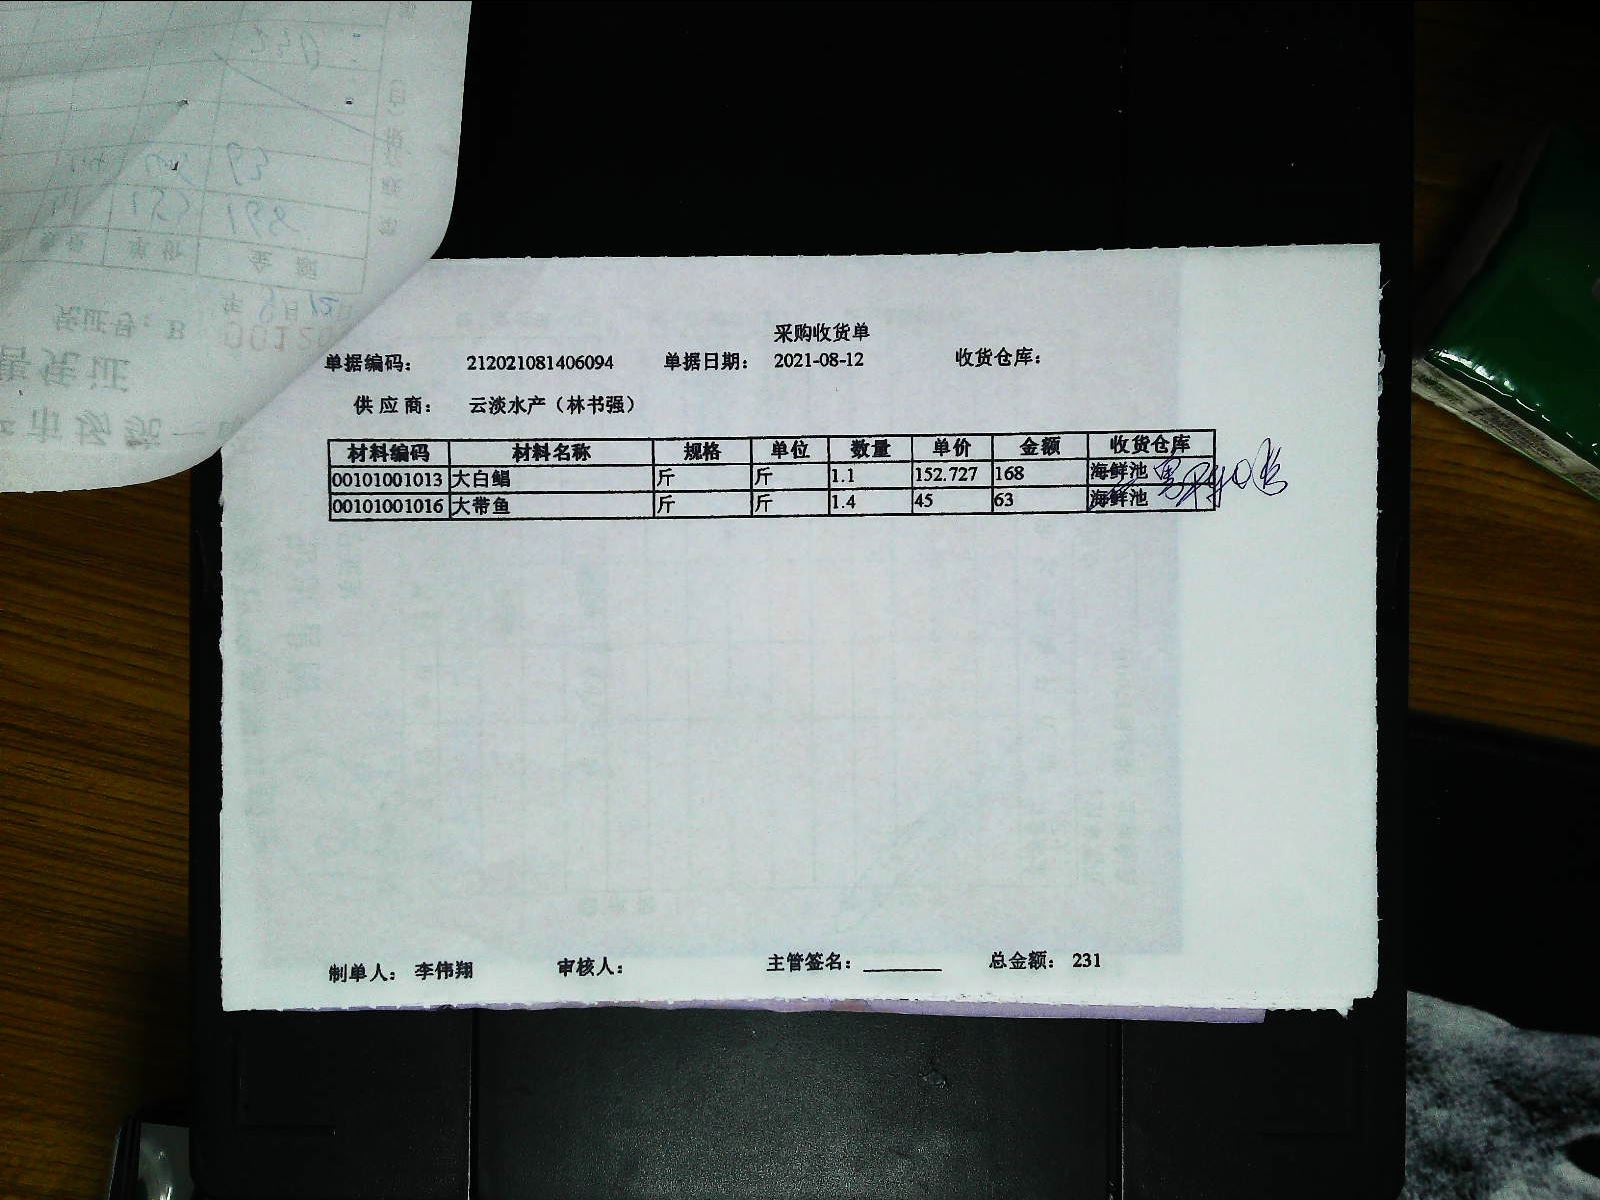 采购收货单
单据编码： 212021081406094 单据日期： 2021-08-12 收货仓库：
供应商： 云淡水产（林书强）
材料编码 材料名称 规格 单位 数量 单价 金额 收货仓库
00101001013 大白鲳 斤 斤 1.1 152.727 168 海鲜池
00101001016 大带鱼 斤 斤 1.4 45 63 海鲜池
制单人： 李伟翔 审核人： 主管签名：________ 总金额： 231